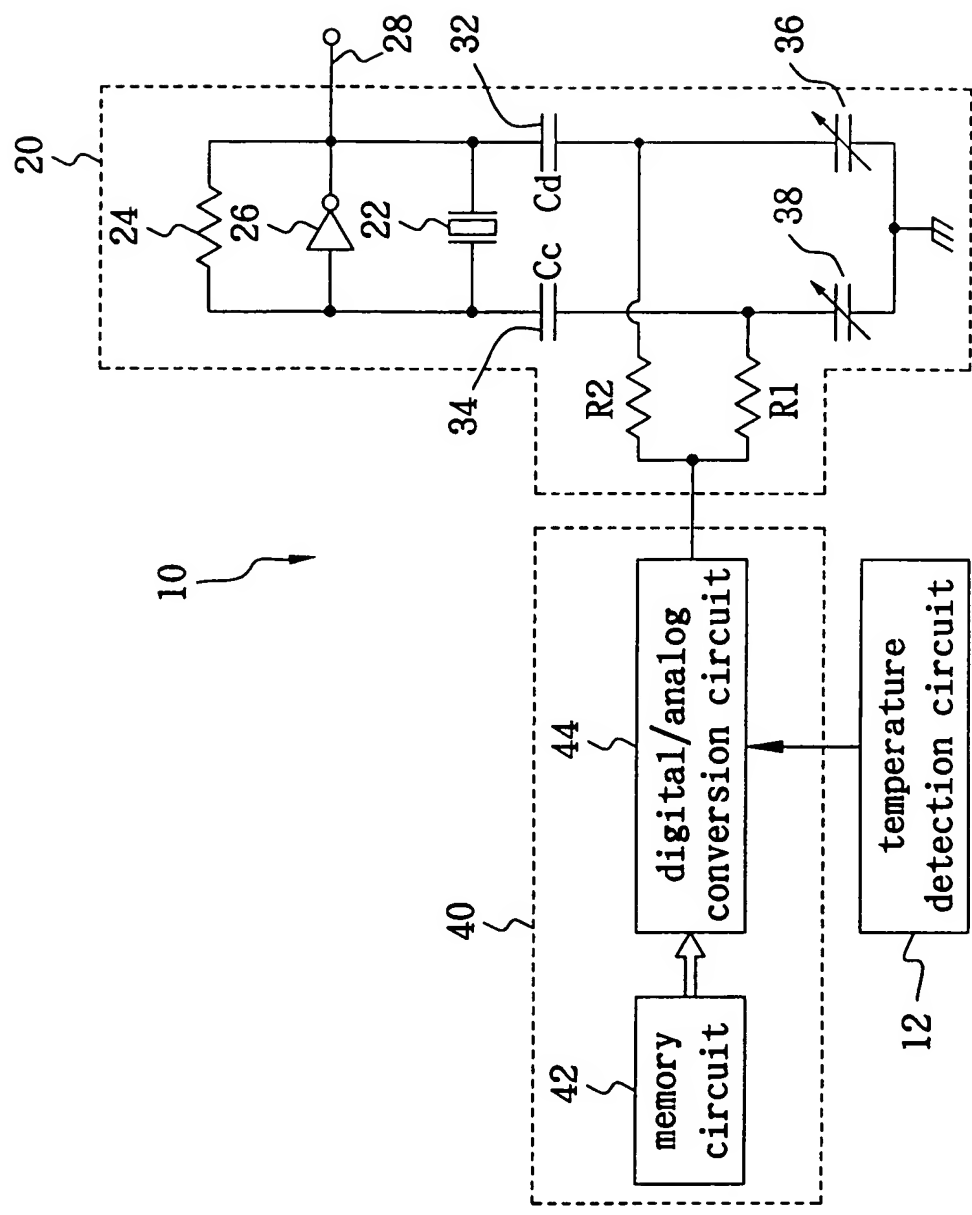 10
20
24
26
22
28
32
Cd
Cc
34
36
38
R2
R1
40
42
memory
circuit
44
digital/analog
conversion circuit
12
temperature
detection circuit